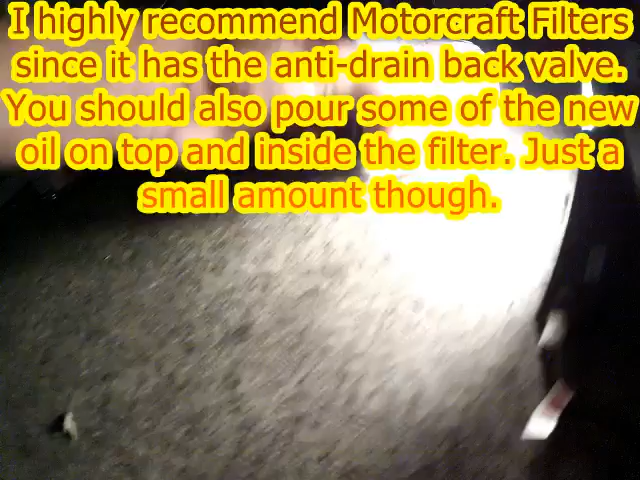 I highly recommend Motorcraft Filters
since it has the anti-drain back valve.
You should also pour some of the new
oil on top and inside the filter. Just a
small amount though.